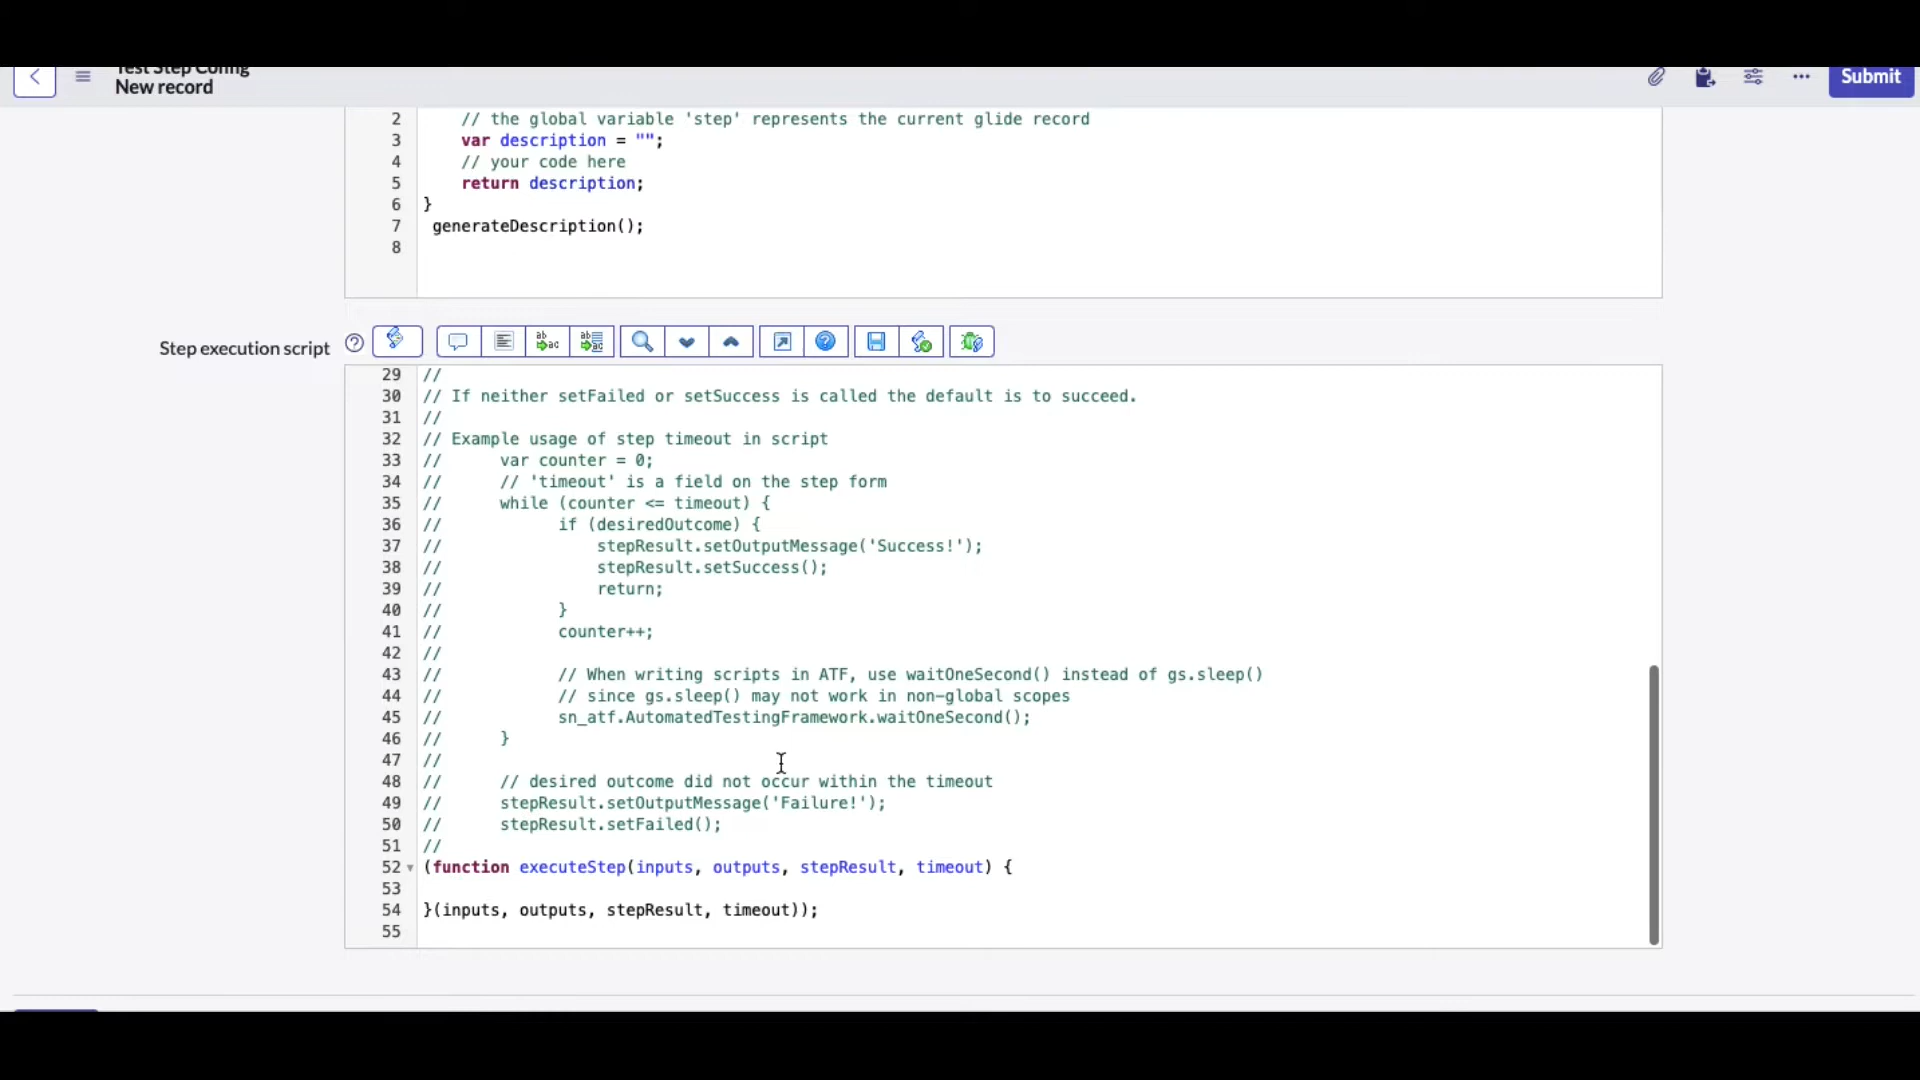 Test Step Config
New record
Submit
2 // the global variable 'step' represents the current glide record
3 var description = "";
4 // your code here
5 return description;
6 }
7 generateDescription();
8
Step execution script
29 //
30 // If neither setFailed or setSuccess is called the default is to succeed.
31 //
32 // Example usage of step timeout in script
33 // var counter = 0;
34 // // 'timeout' is a field on the step form
35 // while (counter <= timeout) {
36 // if (desiredOutcome) {
37 // stepResult.setOutputMessage('Success!');
38 // stepResult.setSuccess();
39 // return;
40 // }
41 // counter++;
42 //
43 // // When writing scripts in ATF, use waitOneSecond() instead of gs.sleep()
44 // // since gs.sleep() may not work in non-global scopes
45 // sn_atf.AutomatedTestingFramework.waitOneSecond();
46 // }
47 //
48 // // desired outcome did not occur within the timeout
49 // stepResult.setOutputMessage('Failure!');
50 // stepResult.setFailed();
51 //
52 (function executeStep(inputs, outputs, stepResult, timeout) {
53
54 }(inputs, outputs, stepResult, timeout));
55